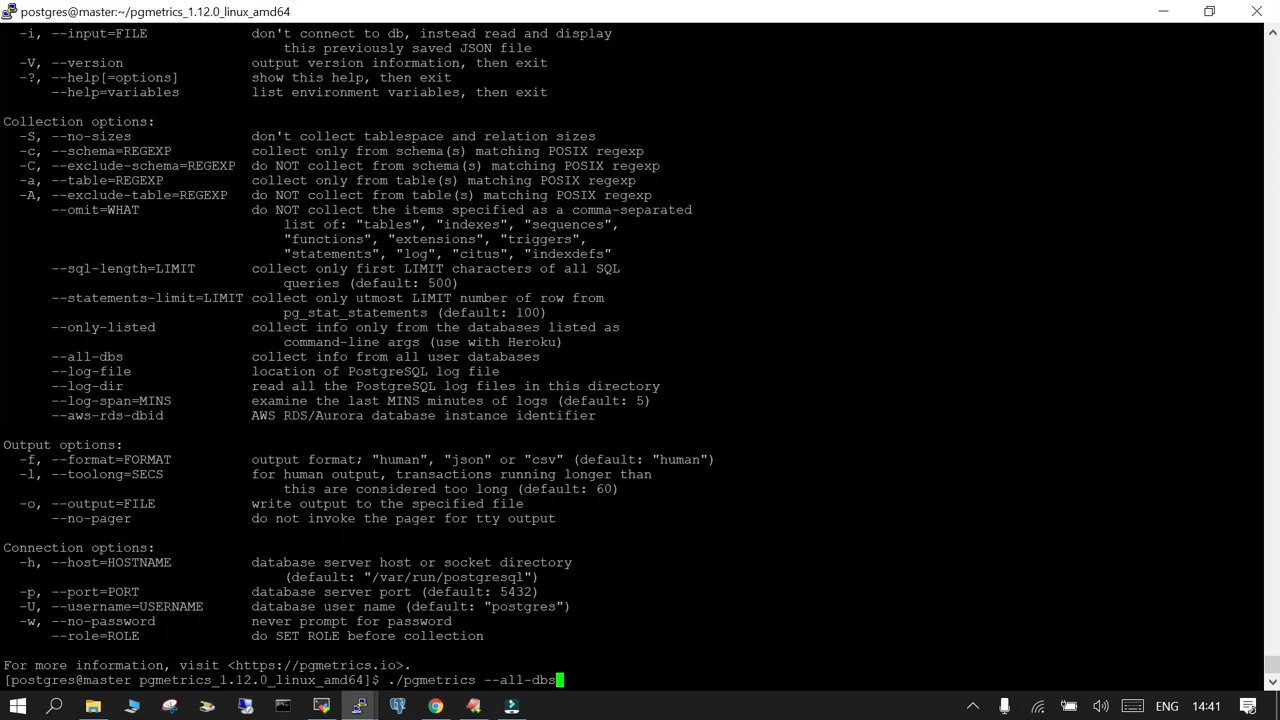 postgres@master:~/pgmetrics_1.12.0_linux_amd64
-i, --input=FILE don't connect to db, instead read and display
this previously saved JSON file
-V, --version output version information, then exit
-?, --help[=options] show this help, then exit
--help=variables list environment variables, then exit
Collection options:
-S, --no-sizes don't collect tablespace and relation sizes
-c, --schema=REGEXP collect only from schema(s) matching POSIX regexp
-C, --exclude-schema=REGEXP do NOT collect from schema(s) matching POSIX regexp
-a, --table=REGEXP collect only from table(s) matching POSIX regexp
-A, --exclude-table=REGEXP do NOT collect from table(s) matching POSIX regexp
--omit=WHAT do NOT collect the items specified as a comma-separated
list of: "tables", "indexes", "sequences",
"functions", "extensions", "triggers",
"statements", "log", "citus", "indexdefs"
--sql-length=LIMIT collect only first LIMIT characters of all SQL
queries (default: 500)
--statements-limit=LIMIT collect only utmost LIMIT number of row from
pg_stat_statements (default: 100)
--only-listed collect info only from the databases listed as
command-line args (use with Heroku)
--all-dbs collect info from all user databases
--log-file location of PostgreSQL log file
--log-dir read all the PostgreSQL log files in this directory
--log-span=MINS examine the last MINS minutes of logs (default: 5)
--aws-rds-dbid AWS RDS/Aurora database instance identifier
Output options:
-f, --format=FORMAT output format; "human", "json" or "csv" (default: "human")
-l, --toolong=SECS for human output, transactions running longer than
this are considered too long (default: 60)
-o, --output=FILE write output to the specified file
--no-pager do not invoke the pager for tty output
Connection options:
-h, --host=HOSTNAME database server host or socket directory
(default: "/var/run/postgresql")
-p, --port=PORT database server port (default: 5432)
-U, --username=USERNAME database user name (default: "postgres")
-w, --no-password never prompt for password
--role=ROLE do SET ROLE before collection
For more information, visit <https://pgmetrics.io>.
[postgres@master pgmetrics_1.12.0_linux_amd64]$ ./pgmetrics --all-dbs
ENG 14:41